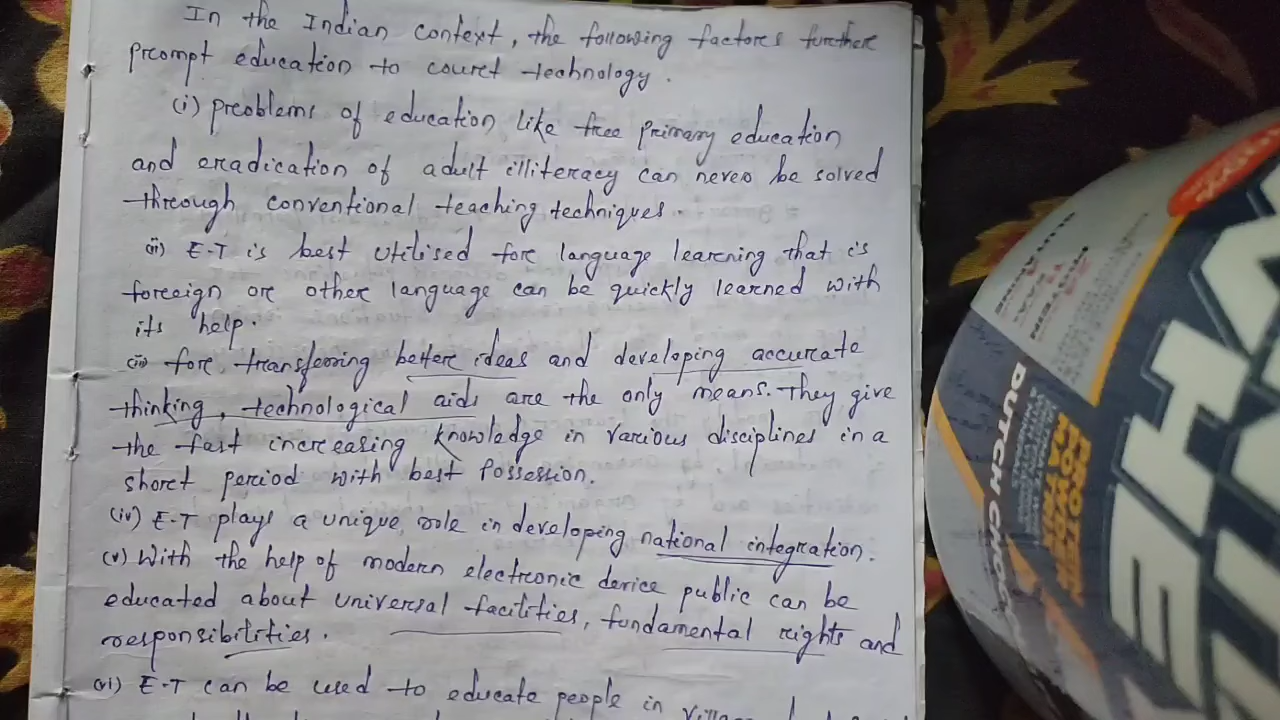 In the Indian context, the following factors further
prompt education to court technology.
(i) problems of education like free primary education
and eradication of adult illiteracy can never be solved
through conventional teaching techniques.
(ii) E-T is best utilised for language learning that is
foreign or other language can be quickly learned with
its help.
(iii) for, transferring better ideas and developing accurate
thinking, technological aids are the only means. They give
the fast increasing knowledge in various disciplines in a
short period with best Possession.
(iv) E-T plays a unique role in developing national integration.
(v) With the help of modern electronic device public can be
educated about universal facilities, fundamental rights and
responsibilities.
(vi) E-T can be used to educate people in
WHE
DUTCH CHOCO
PROTEIN
POWER